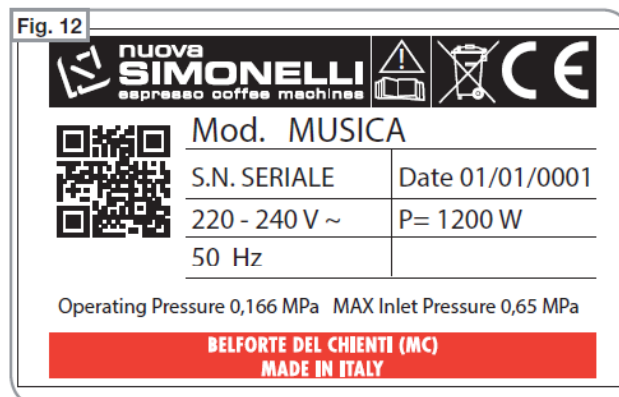 Fig. 12
nuova
SIMONELLI
espresso coffee machines
CE
Mod. MUSICA
S.N. SERIALE Date 01/01/0001
220 - 240 V ~ P= 1200 W
50 Hz
Operating Pressure 0,166 MPa MAX Inlet Pressure 0,65 MPa
BELFORTE DEL CHIENTI (MC)
MADE IN ITALY